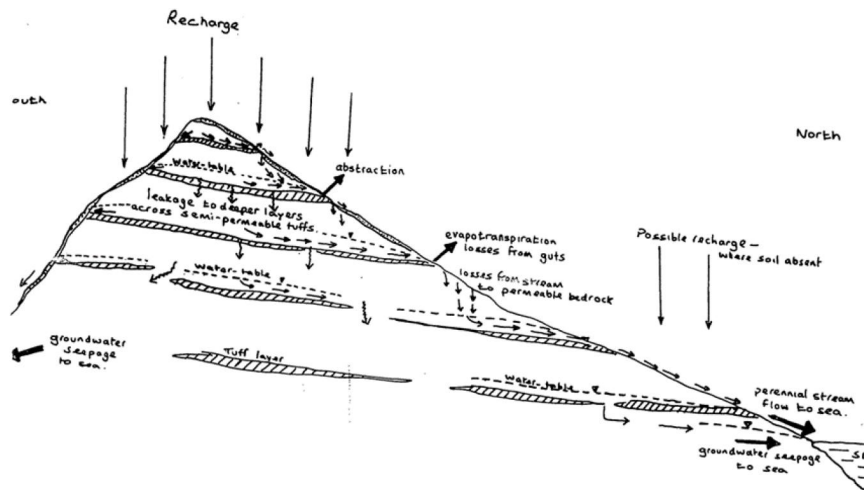 Recharge
outh
North
water-table
abstraction
leakage to deeper layers
across semi-permeable tuffs.
evapotranspiration
losses from guts
Possible recharge –
where soil absent
water-table
losses from stream
to permeable bedrock
groundwater
seepage
to sea.
Tuff layer
water-table
perennial stream
flow to sea.
groundwater seepage
to sea